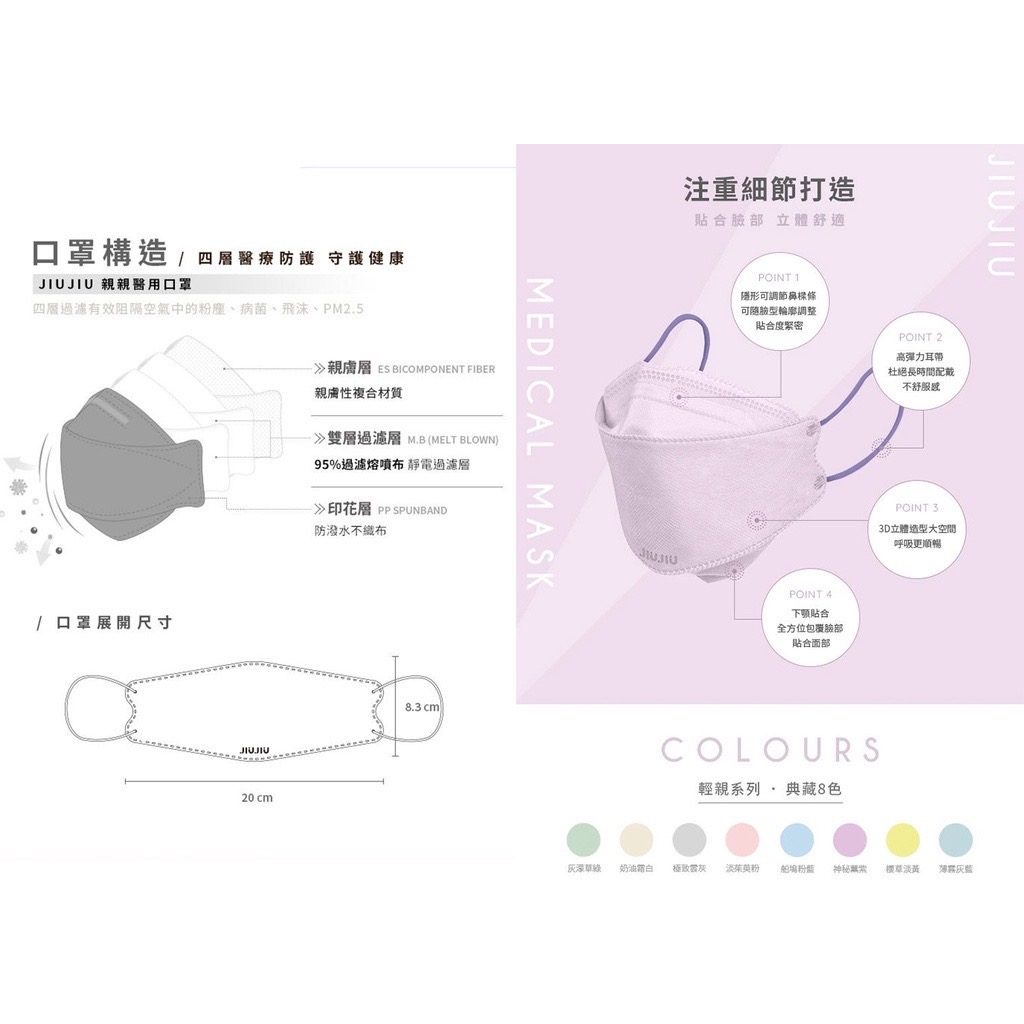 口罩構造 / 四層醫療防護 守護健康
JIUJIU 親親醫用口罩
四層過濾有效阻隔空氣中的粉塵、病菌、飛沫、PM2.5
親膚層 ES BICOMPONENT FIBER
親膚性複合材質
雙層過濾層 M.B (MELT BLOWN)
95%過濾熔噴布 靜電過濾層
印花層 PP SPUNBAND
防潑水不織布
/ 口罩展開尺寸
8.3 cm
JIUJIU
20 cm
JIUJIU
MEDICAL MASK
注重細節打造
貼合臉部 立體舒適
POINT 1
隱形可調節鼻樑條
可隨臉型輪廓調整
貼合度緊密
POINT 2
高彈力耳帶
杜絕長時間配戴
不舒服感
POINT 3
3D立體造型大空間
呼吸更順暢
JIUJIU
POINT 4
下顎貼合
全方位包覆臉部
貼合面部
COLOURS
輕親系列 · 典藏8色
灰濛草綠 奶油霜白 極致雲灰 淡茱萸粉 船塢粉藍 神秘薰紫 櫻草淡黃 薄霧灰藍